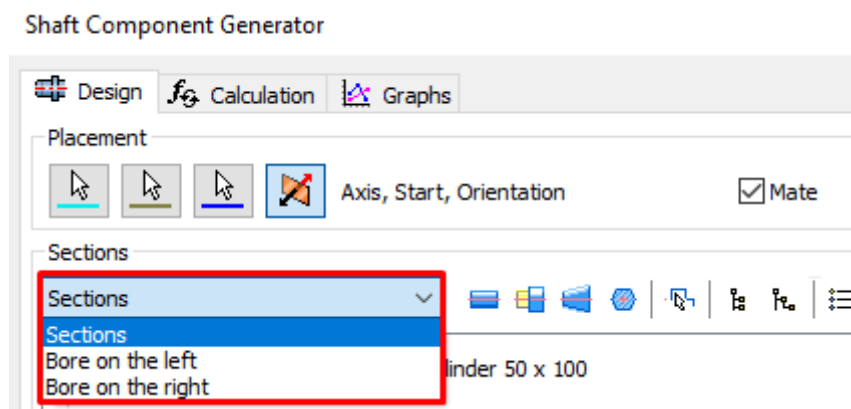 Shaft Component Generator
Design Calculation Graphs
Placement
Axis, Start, Orientation Mate
Sections
Sections
Sections
Bore on the left
50 x 100
Bore on the right